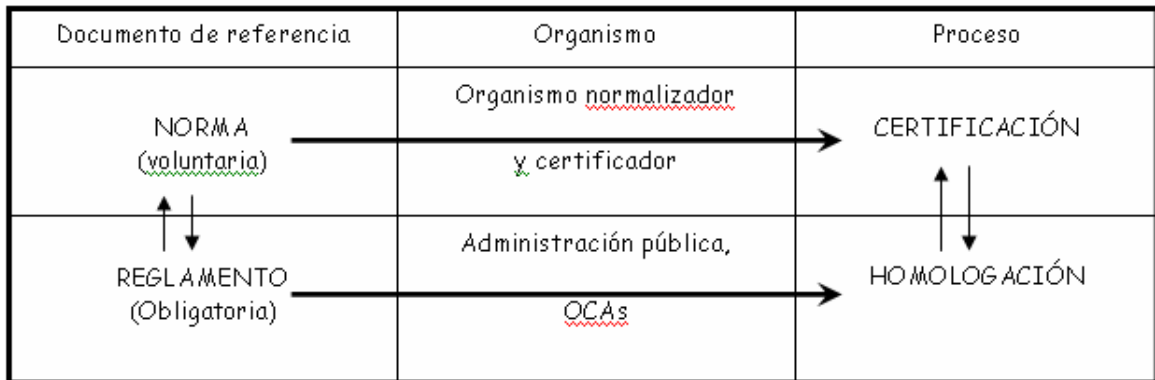 Documento de referencia
Organismo
Proceso
NORMA
(voluntaria)
Organismo normalizador
y certificador
CERTIFICACIÓN
REGLAMENTO
(Obligatoria)
Administración pública,
OCAs
HOMOLOGACIÓN